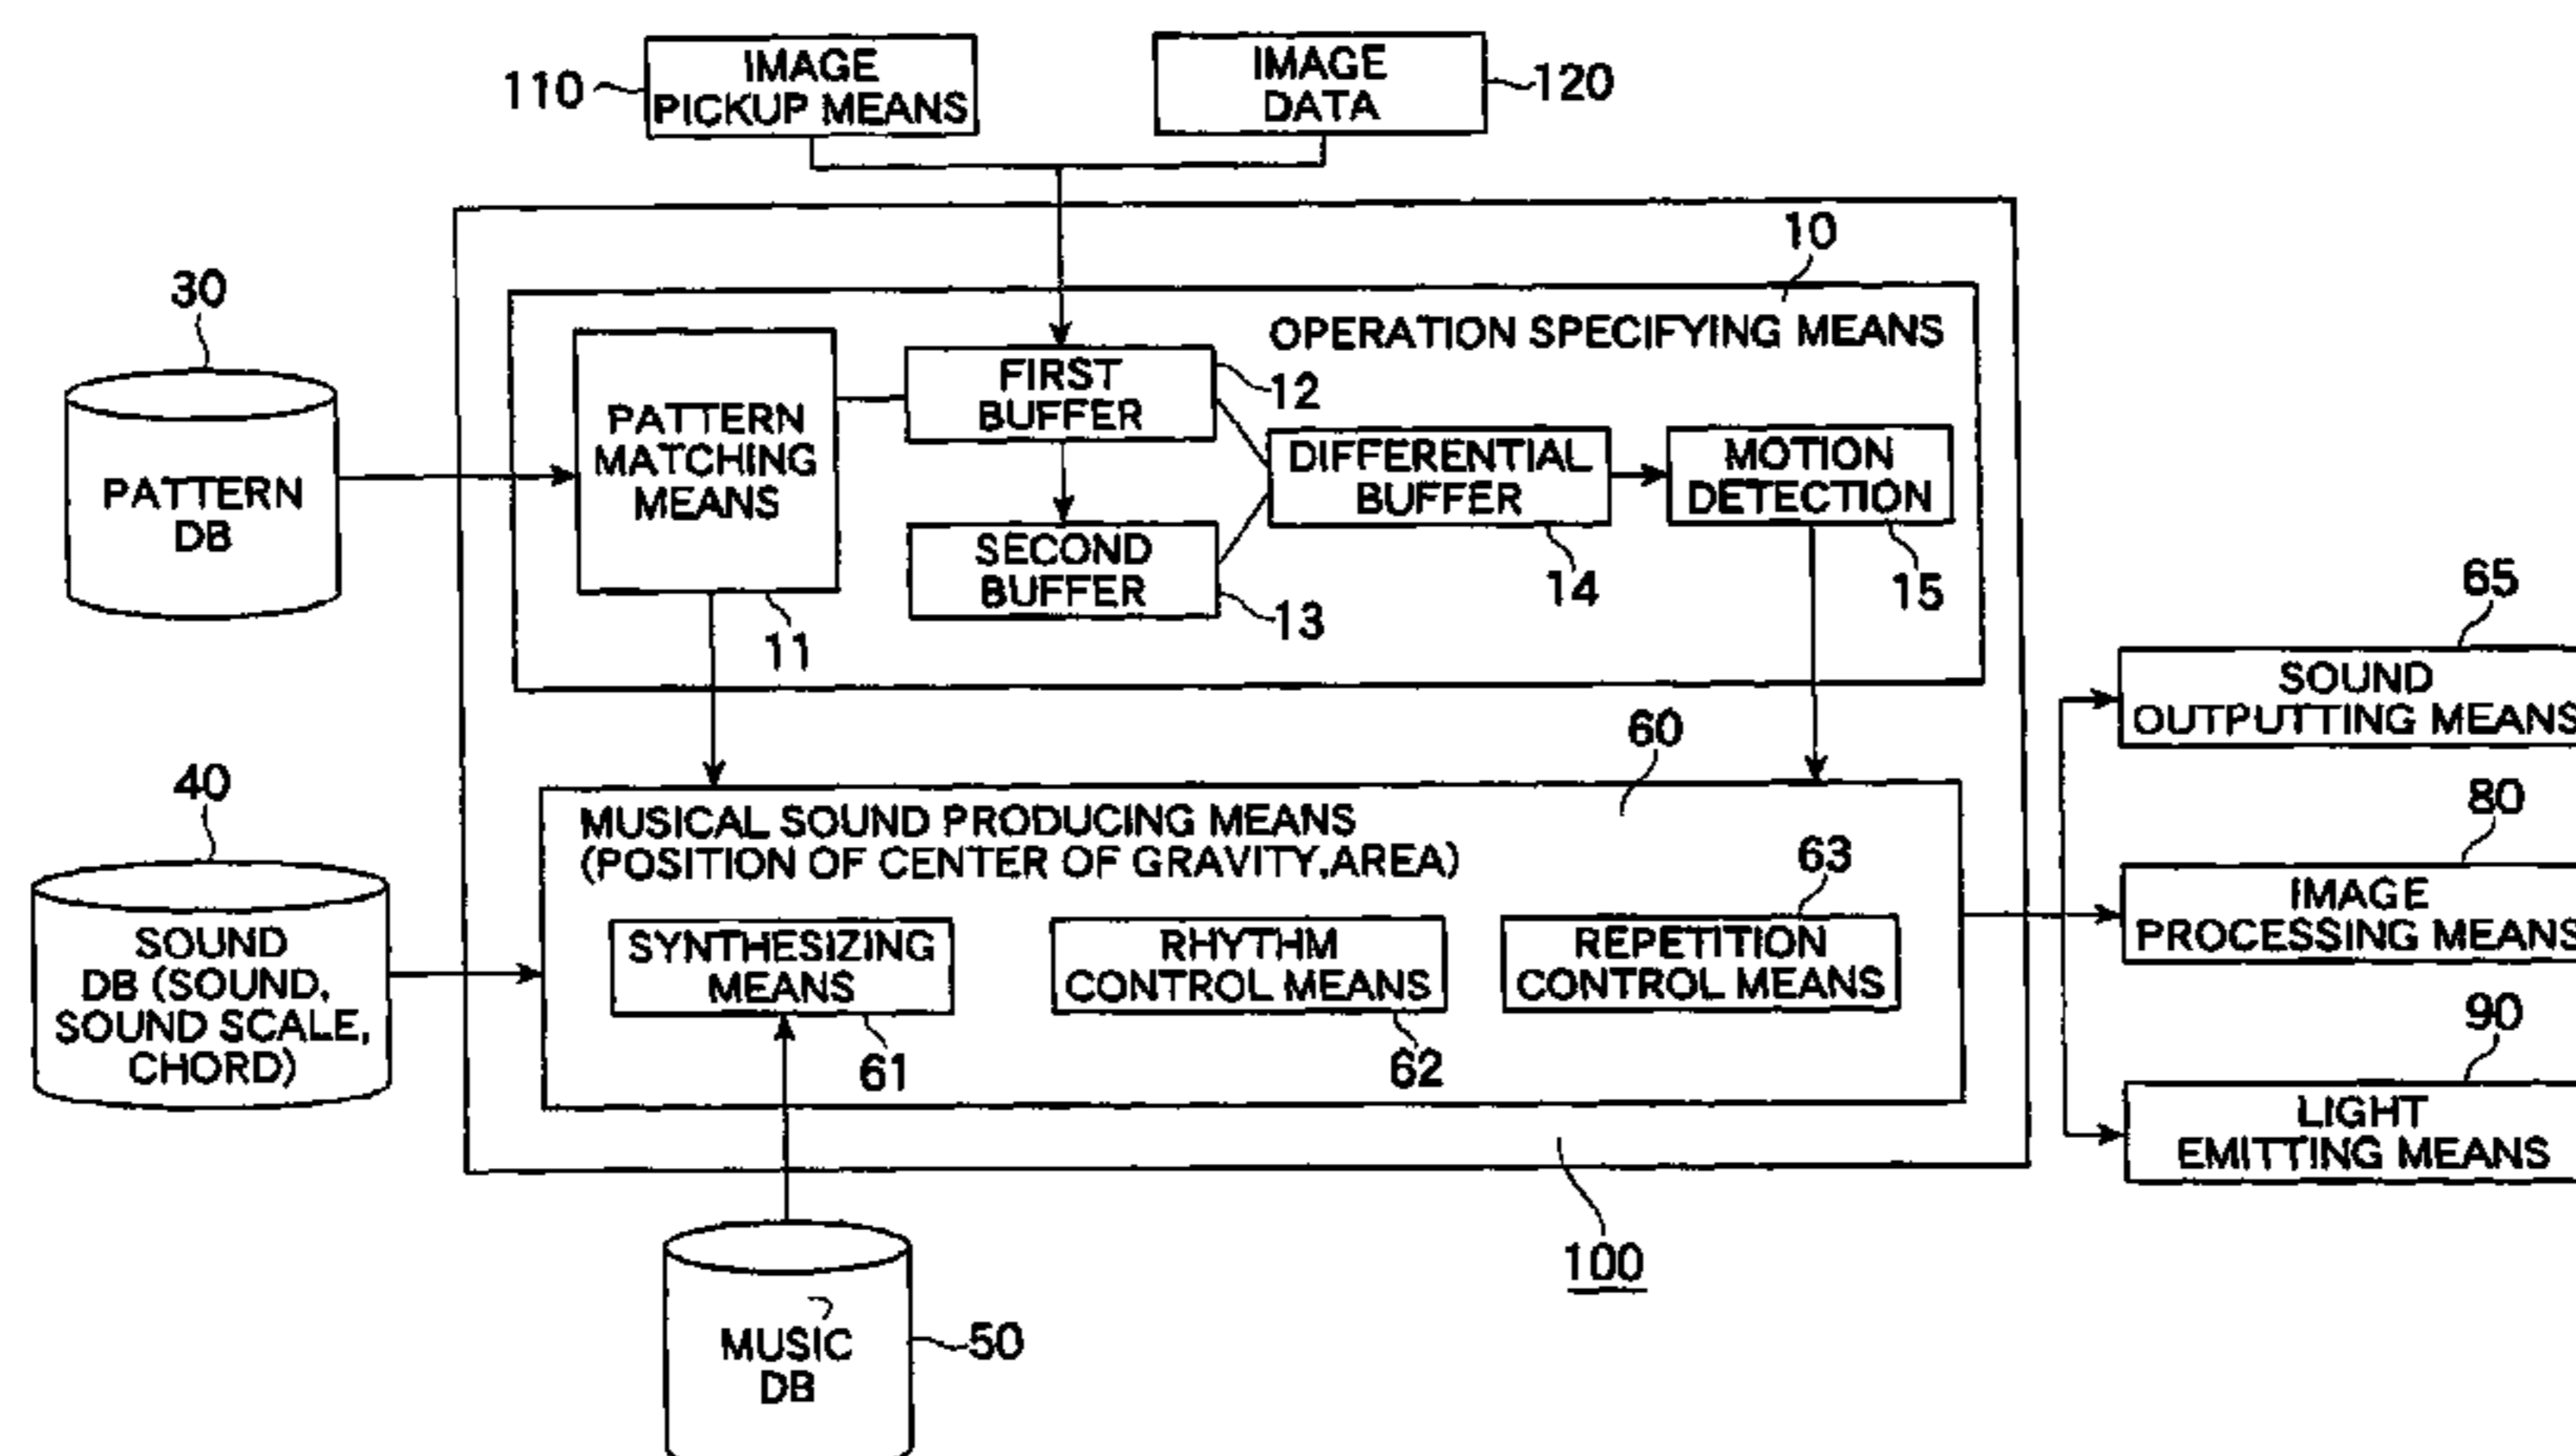 IMAGE
PICKUP MEANS
110
IMAGE
DATA
120
10
OPERATION SPECIFYING MEANS
30
PATTERN
DB
PATTERN
MATCHING
MEANS
11
FIRST
BUFFER
12
SECOND
BUFFER
13
DIFFERENTIAL
BUFFER
14
MOTION
DETECTION
15
40
SOUND
DB (SOUND,
SOUND SCALE,
CHORD)
60
MUSICAL SOUND PRODUCING MEANS
(POSITION OF CENTER OF GRAVITY,AREA)
SYNTHESIZING
MEANS
61
RHYTHM
CONTROL MEANS
62
63
REPETITION
CONTROL MEANS
65
SOUND
OUTPUTTING MEANS
80
IMAGE
PROCESSING MEANS
90
LIGHT
EMITTING MEANS
100
MUSIC
DB
50